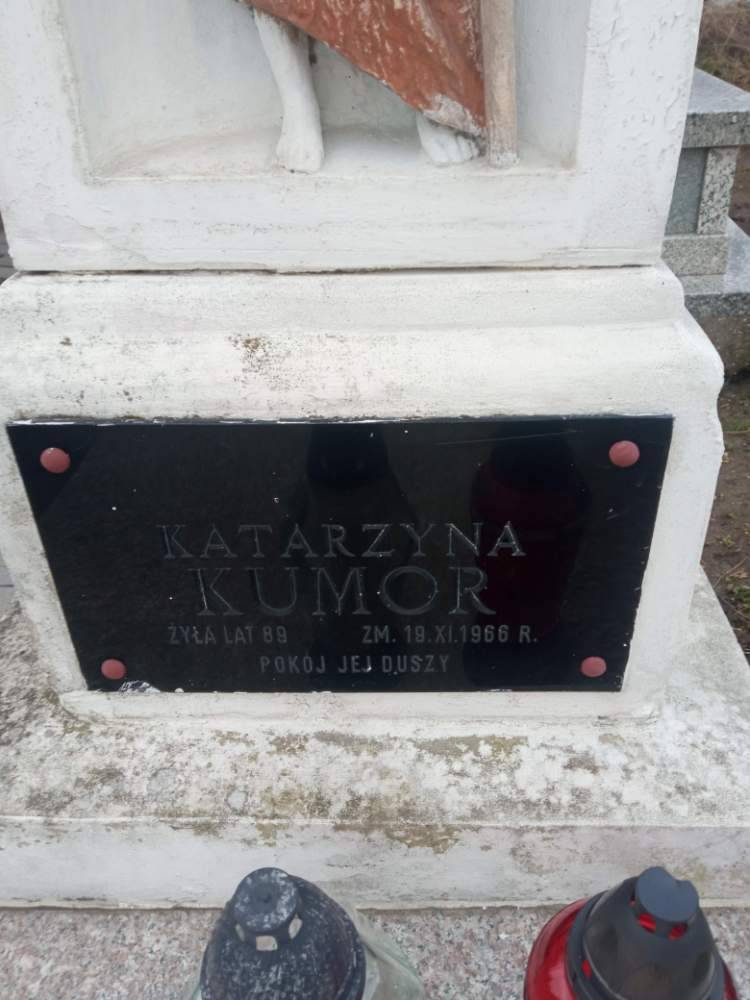 KATARZYNA
KUMOR
ŻYŁA LAT 89 ZM. 19.XI.1966 R.
POKÓJ JEJ DUSZY